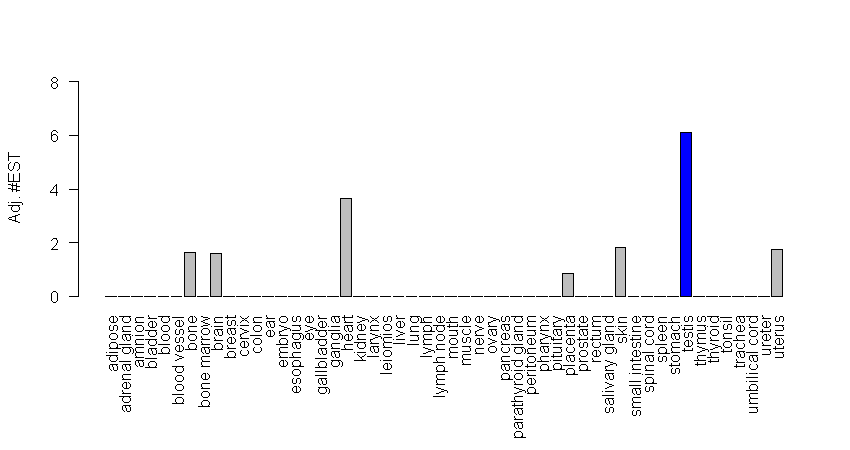 Adj. #EST
8
6
4
2
0
adipose
adrenal gland
amnion
bladder
blood
blood vessel
bone
bone marrow
brain
breast
cervix
colon
ear
embryo
esophagus
eye
gallbladder
ganglia
heart
kidney
larynx
leiomios
liver
lung
lymph
lymph node
mouth
muscle
nerve
ovary
pancreas
parathyroid gland
peritoneum
pharynx
pituitary
placenta
prostate
rectum
salivary gland
skin
small intestine
spinal cord
spleen
stomach
testis
thymus
thyroid
tonsil
trachea
umbilical cord
ureter
uterus